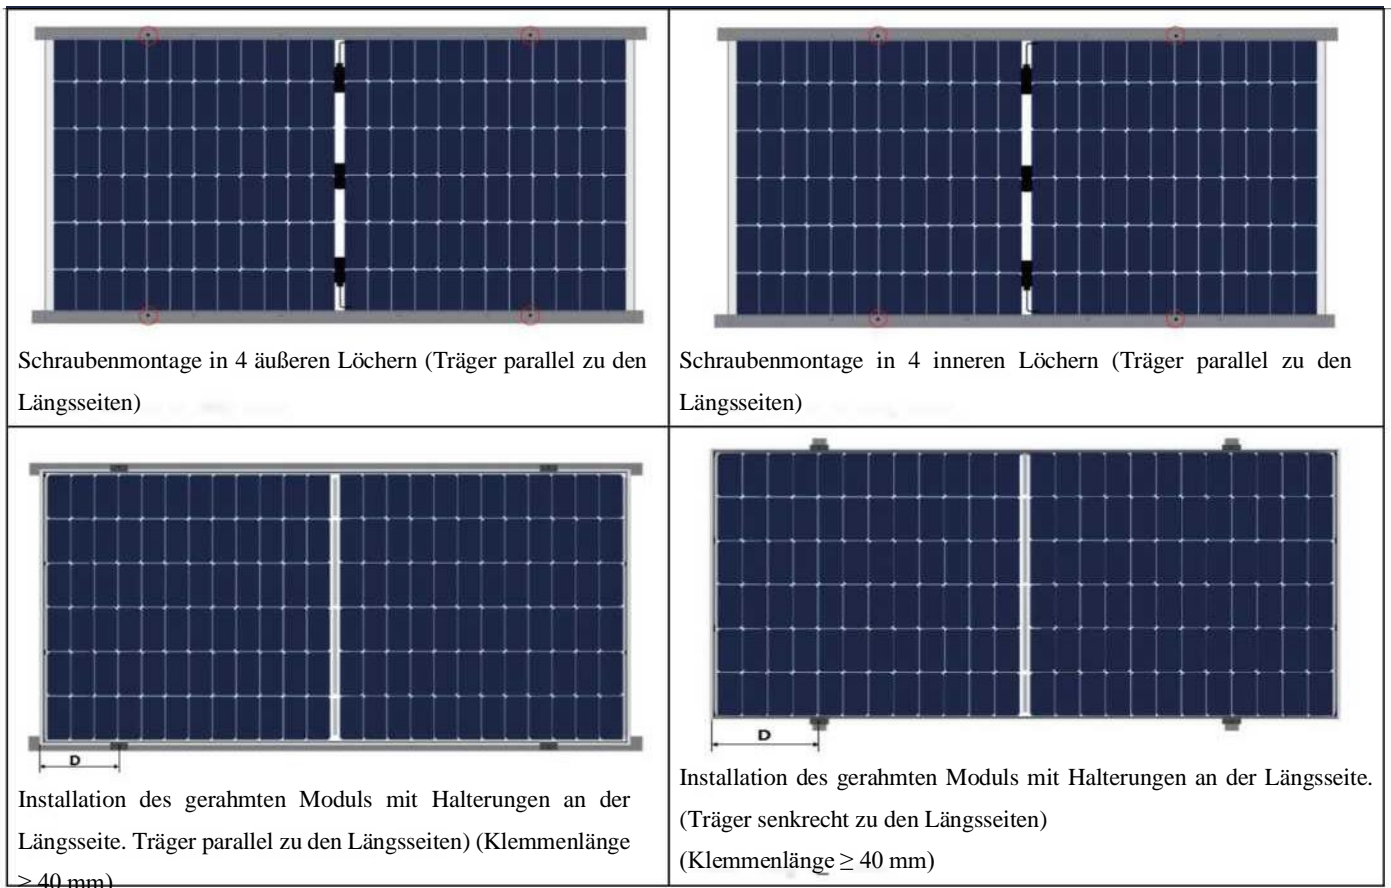 Schraubenmontage in 4 äußeren Löchern (Träger parallel zu den
Längsseiten)
Schraubenmontage in 4 inneren Löchern (Träger parallel zu den
Längsseiten)
D
Installation des gerahmten Moduls mit Halterungen an der
Längsseite. Träger parallel zu den Längsseiten) (Klemmenlänge
≥ 40 mm)
D
Installation des gerahmten Moduls mit Halterungen an der Längsseite.
(Träger senkrecht zu den Längsseiten)
(Klemmenlänge ≥ 40 mm)